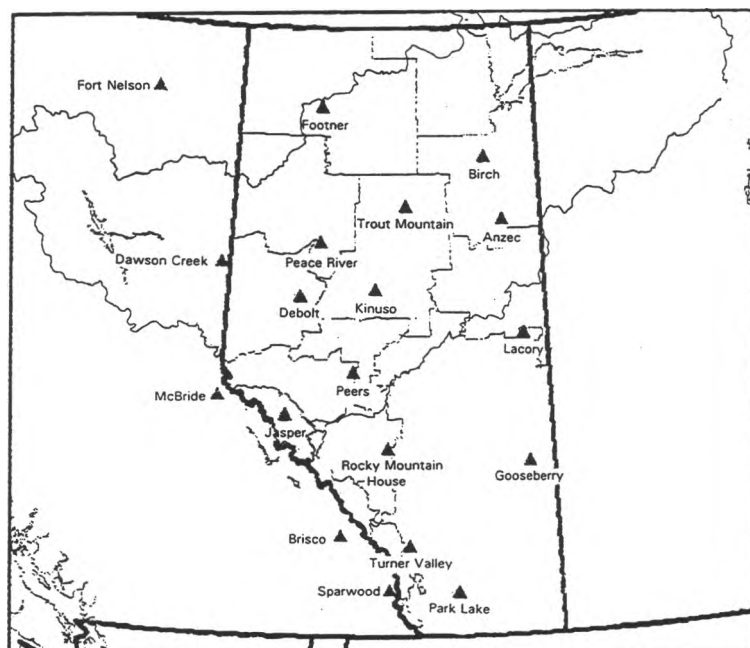 Fort Nelson
Footner
Birch
Trout Mountain
Anzec
Peace River
Dawson Creek
Debolt
Kinuso
Lacory
Peers
McBride
Jasper
Rocky Mountain
House
Gooseberry
Brisco
Turner Valley
Sparwood
Park Lake